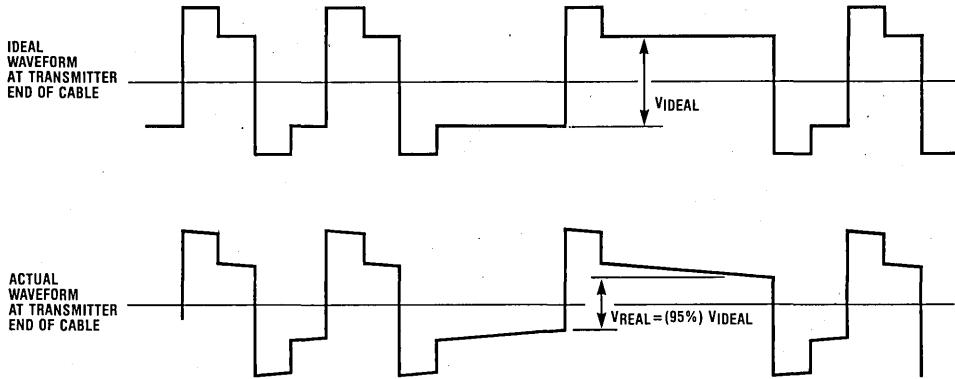 IDEAL
WAVEFORM
AT TRANSMITTER
END OF CABLE
VIDEAL
ACTUAL
WAVEFORM
AT TRANSMITTER
END OF CABLE
VREAL=(95%) VIDEAL